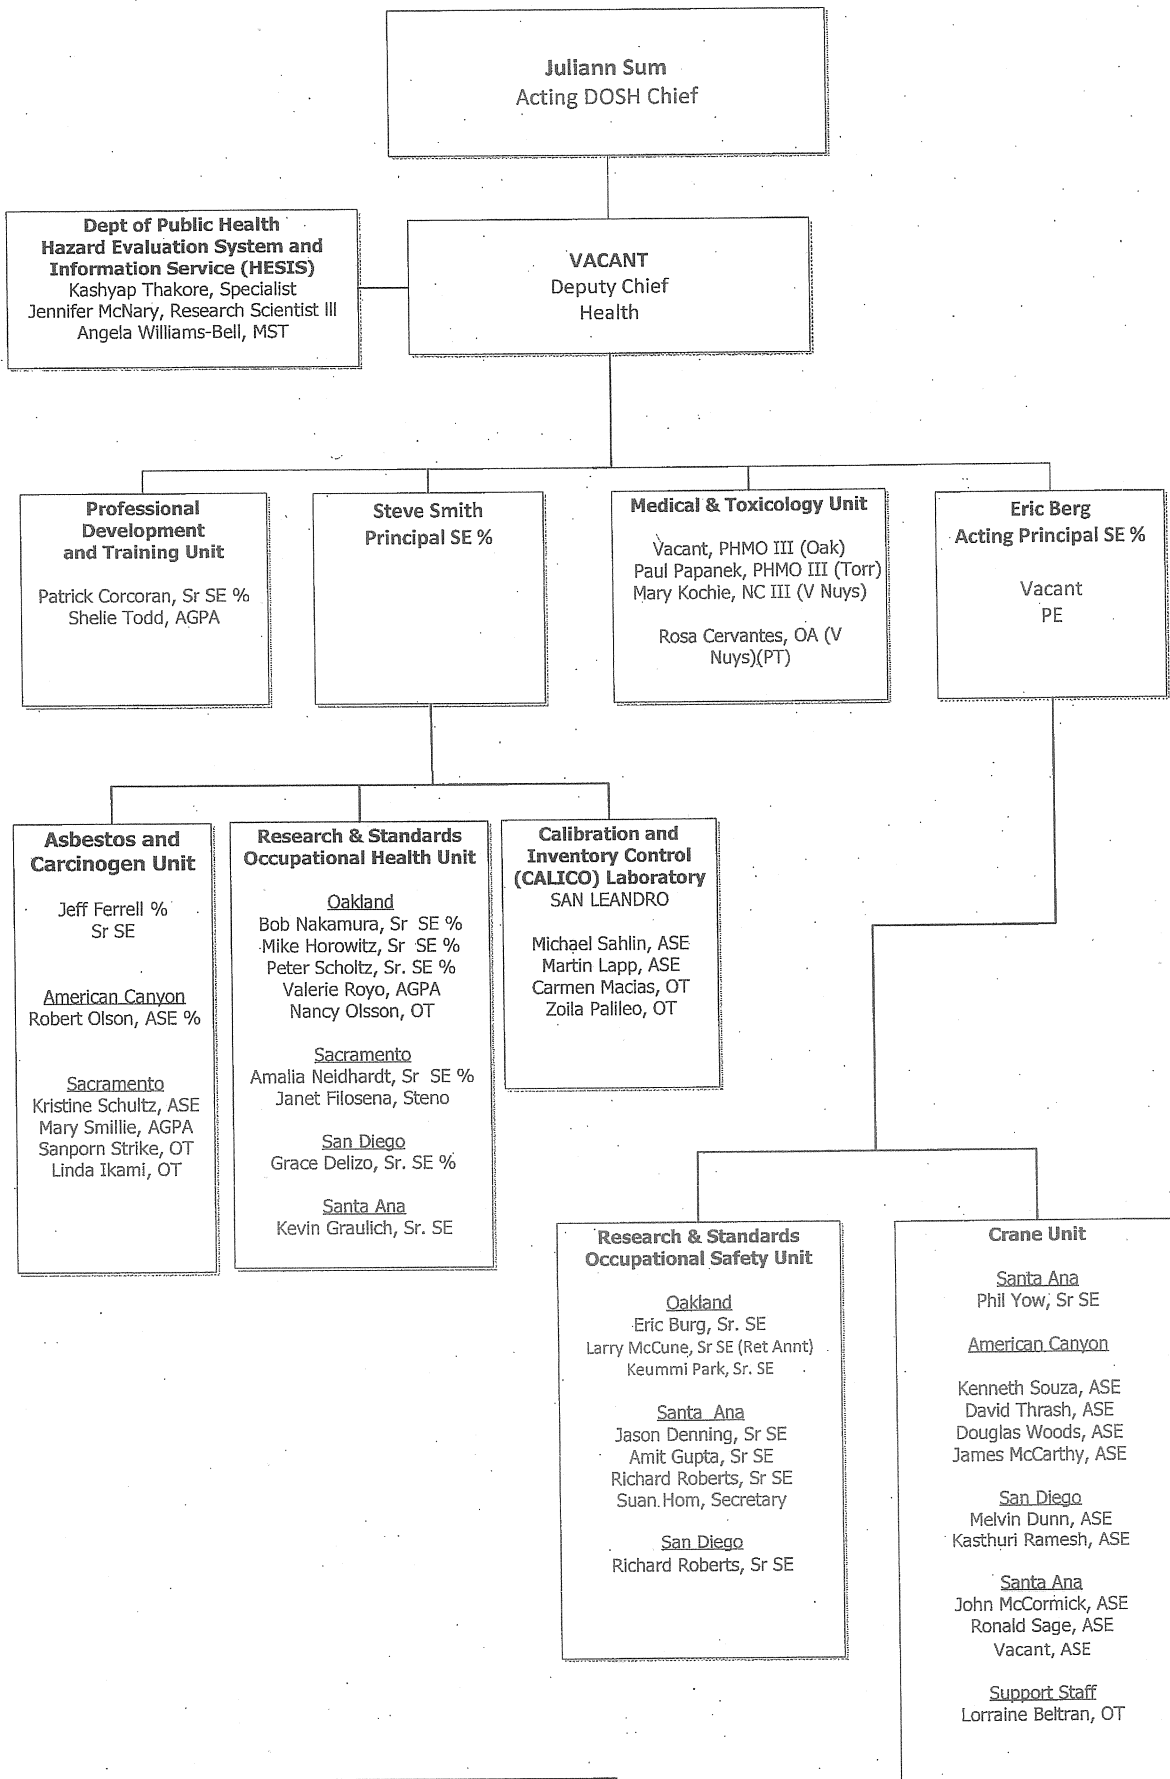 Juliann Sum
Acting DOSH Chief
Dept of Public Health
Hazard Evaluation System and
Information Service (HESIS)
Kashyap Thakore, Specialist
Jennifer McNary, Research Scientist III
Angela Williams-Bell, MST
VACANT
Deputy Chief
Health
Professional
Development
and Training Unit
Patrick Corcoran, Sr SE %
Shelie Todd, AGPA
Steve Smith
Principal SE %
Medical & Toxicology Unit
Vacant, PHMO III (Oak)
Paul Papanek, PHMO III (Torr)
Mary Kochie, NC III (V Nuys)
Rosa Cervantes, OA (V
Nuys)(PT)
Eric Berg
Acting Principal SE %
Vacant
PE
Asbestos and
Carcinogen Unit
Jeff Ferrell %
Sr SE
American Canyon
Robert Olson, ASE %
Sacramento
Kristine Schultz, ASE
Mary Smillie, AGPA
Sanporn Strike, OT
Linda Ikami, OT
Research & Standards
Occupational Health Unit
Oakland
Bob Nakamura, Sr SE %
Mike Horowitz, Sr SE %
Peter Scholtz, Sr. SE %
Valerie Royo, AGPA
Nancy Olsson, OT
Sacramento
Amalia Neidhardt, Sr SE %
Janet Filosena, Steno
San Diego
Grace Delizo, Sr. SE %
Santa Ana
Kevin Graulich, Sr. SE
Calibration and
Inventory Control
(CALICO) Laboratory
SAN LEANDRO
Michael Sahlin, ASE
Martin Lapp, ASE
Carmen Macias, OT
Zoila Palileo, OT
Research & Standards
Occupational Safety Unit
Oakland
Eric Burg, Sr. SE
Larry McCune, Sr SE (Ret Annt)
Keummi Park, Sr. SE
Santa Ana
Jason Denning, Sr SE
Amit Gupta, Sr SE
Richard Roberts, Sr SE
Suan Hom, Secretary
San Diego
Richard Roberts, Sr SE
Crane Unit
Santa Ana
Phil Yow, Sr SE
American Canyon
Kenneth Souza, ASE
David Thrash, ASE
Douglas Woods, ASE
James McCarthy, ASE
San Diego
Melvin Dunn, ASE
Kasthuri Ramesh, ASE
Santa Ana
John McCormick, ASE
Ronald Sage, ASE
Vacant, ASE
Support Staff
Lorraine Beltran, OT